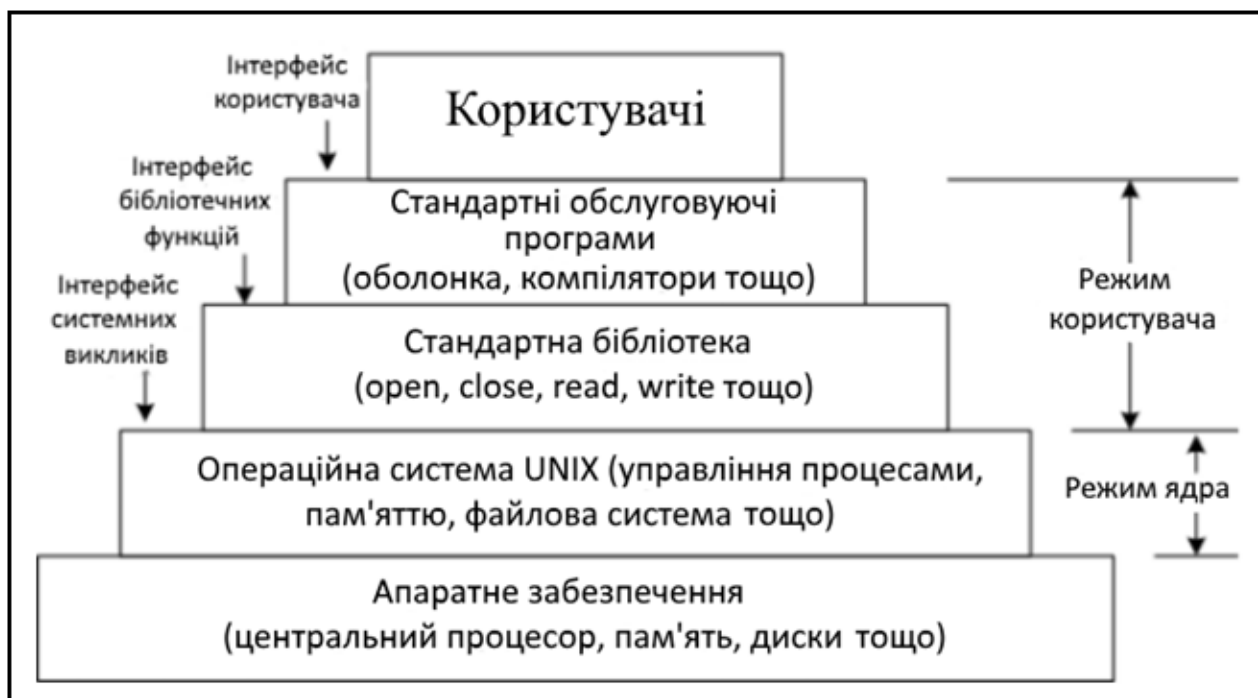 Інтерфейс
користувача
Користувачі
Інтерфейс
бібліотечних
функцій
Стандартні обслуговуючі
програми
(оболонка, компілятори тощо)
Інтерфейс
системних
викликів
Стандартна бібліотека
(open, close, read, write тощо)
Режим
користувача
Операційна система UNIX (управління процесами,
пам'яттю, файлова система тощо)
Режим ядра
Апаратне забезпечення
(центральний процесор, пам'ять, диски тощо)